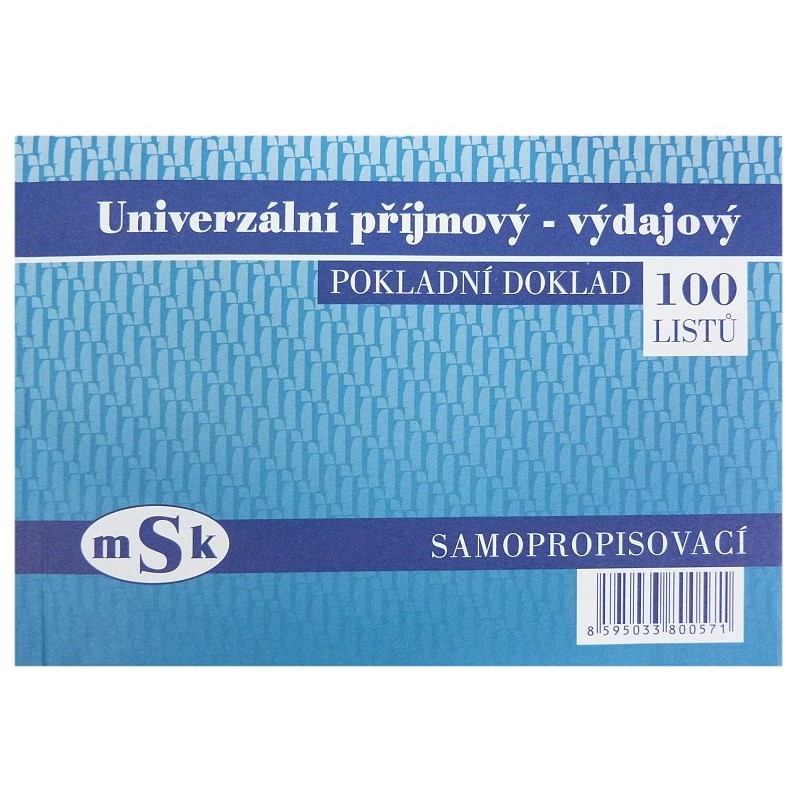 Univerzální příjmový - výdajový
POKLADNÍ DOKLAD
100
LISTŮ
mSk
SAMOPROPISOVACÍ
8 595033 800571